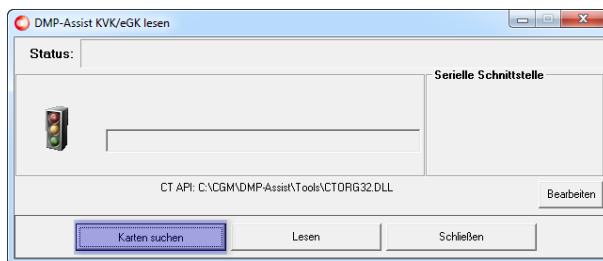 DMP-Assist KVK/eGK lesen
Status:
Serielle Schnittstelle
CT API: C:\CGM\DMP-Assist\Tools\CTORG32.DLL
Bearbeiten
Karten suchen Lesen Schließen